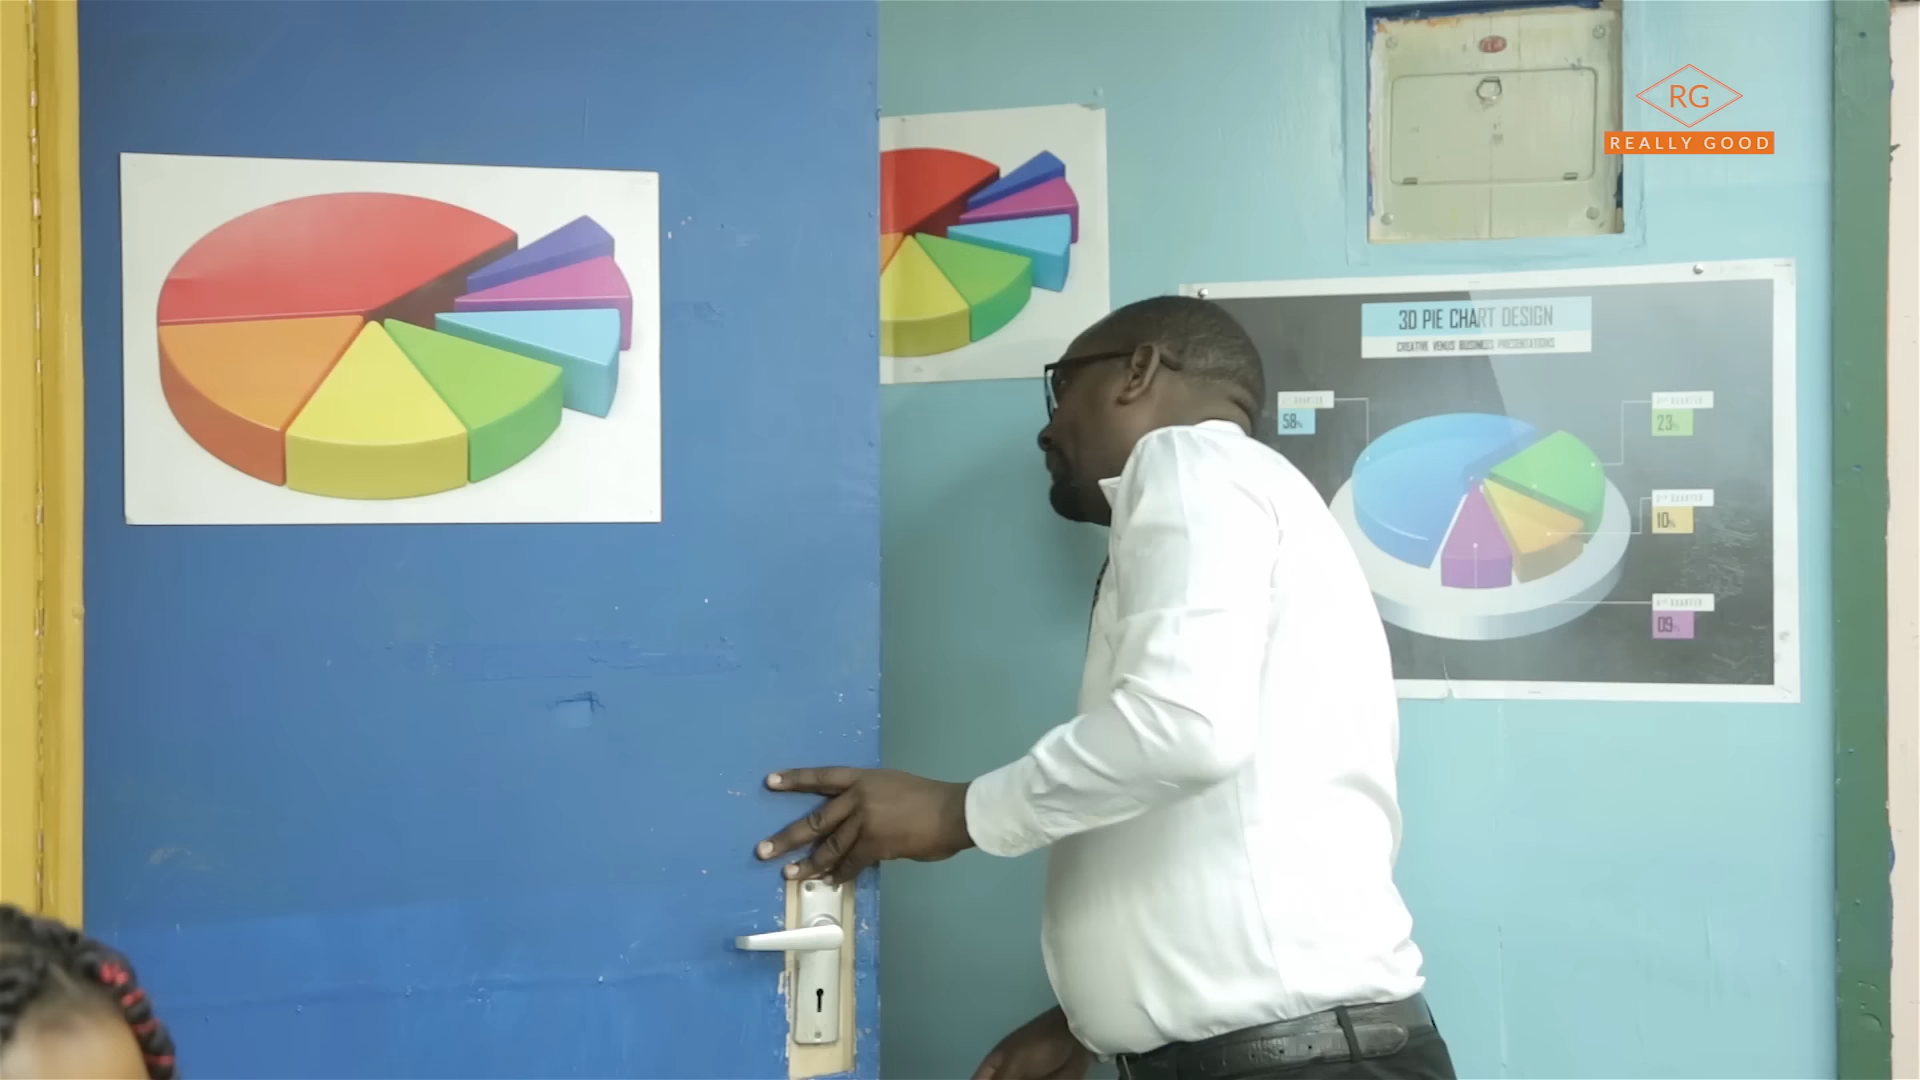 RG
REALLY GOOD
3D PIE CHART DESIGN
CREATIVE VENUS BUSINESS PRESENTATIONS
58%
23%
10%
09%